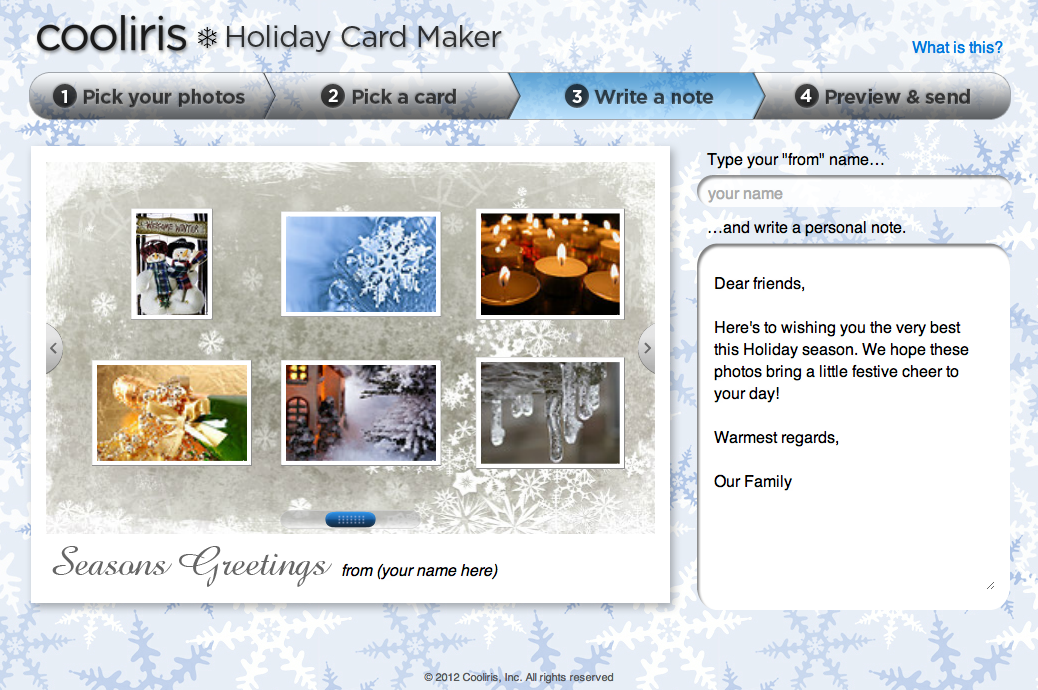 cooliris Holiday Card Maker
What is this?
1 Pick your photos
2 Pick a card
3 Write a note
4 Preview & send
Type your "from" name…
your name
…and write a personal note.
WELCOME WINTER
Dear friends,
Here's to wishing you the very best
this Holiday season. We hope these
photos bring a little festive cheer to
your day!
Warmest regards,
Our Family
Seasons Greetings from (your name here)
© 2012 Cooliris, Inc. All rights reserved